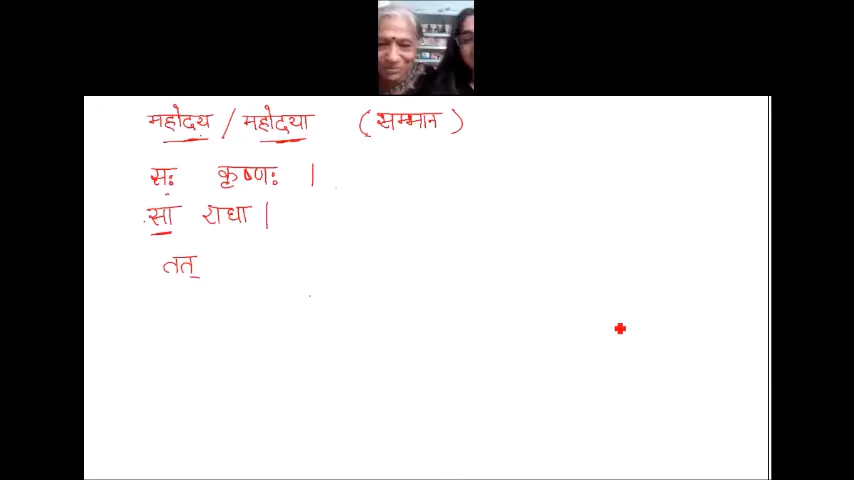 महोदय / महोदया (सम्मान)
सः कृष्णः |
सा राधा |
तत्